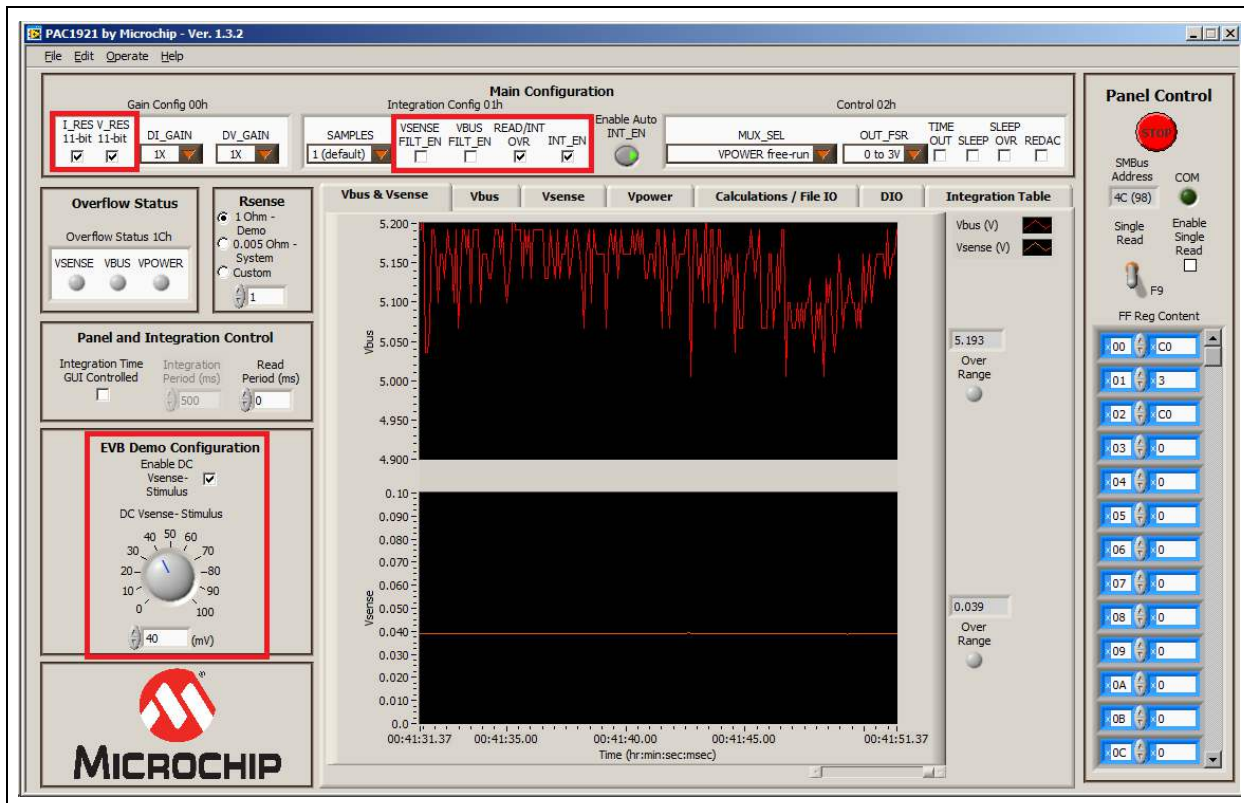 PAC1921 by Microchip - Ver. 1.3.2
File Edit Operate Help
Main Configuration
Gain Config 00h
I_RES V_RES
11-bit 11-bit
DI_GAIN DV_GAIN
1X 1X
Integration Config 01h
SAMPLES
1 (default)
VSENSE VBUS READ/INT
FILT_EN FILT_EN OVR INT_EN
Enable Auto
INT_EN
Control 02h
MUX_SEL OUT_FSR
VPOWER free-run 0 to 3V
TIME SLEEP
OUT SLEEP OVR REDAC
Panel Control
STOP
SMBus
Address COM
4C (98)
Single
Read
Enable
Single
Read
F9
FF Reg Content
x 00 x C0
x 01 x 3
x 02 x C0
x 03 x 0
x 04 x 0
x 05 x 0
x 06 x 0
x 07 x 0
x 08 x 0
x 09 x 0
x 0A x 0
x 0B x 0
x 0C x 0
Overflow Status
Overflow Status 1Ch
VSENSE VBUS VPOWER
Rsense
1 Ohm -
Demo
0.005 Ohm -
System
Custom
1
Panel and Integration Control
Integration Time
GUI Controlled
Integration
Period (ms)
500
Read
Period (ms)
0
EVB Demo Configuration
Enable DC
Vsense-
Stimulus
DC Vsense- Stimulus
0 10 20 30 40 50 60 70 80 90 100
40 (mV)
MICROCHIP
®
Vbus & Vsense Vbus Vsense Vpower Calculations / File IO DIO Integration Table
Vbus
5.200
5.150
5.100
5.050
5.000
4.950
4.900
Vbus (V)
Vsense (V)
5.193
Over
Range
Vsense
0.10
0.090
0.080
0.070
0.060
0.050
0.040
0.030
0.020
0.010
0.0
0.039
Over
Range
00:41:31.37 00:41:35.00 00:41:40.00 00:41:45.00 00:41:51.37
Time (hr:min:sec:msec)